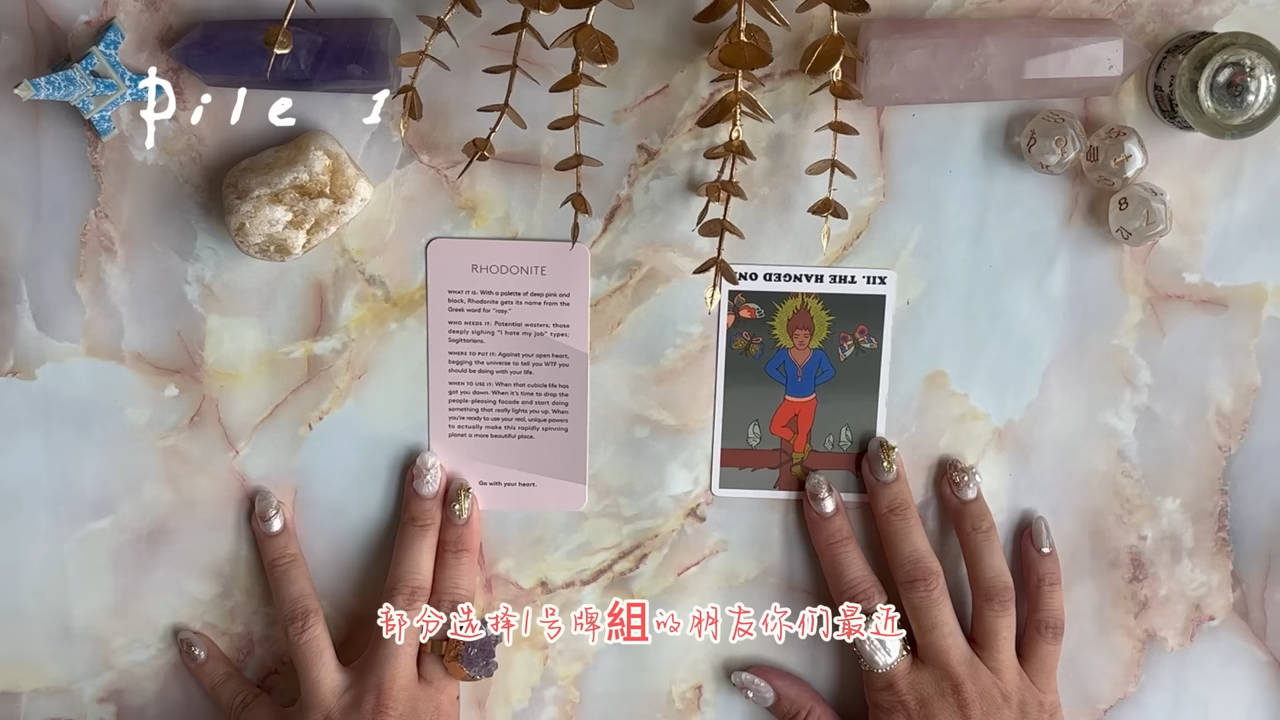 Pile 1
RHODONITE
WHAT IT IS: With a palette of deep pink and
black, Rhodonite gets its name from the
Greek word for "rosy."
WHO NEEDS IT: Potential wasters, those
deeply sighing "I hate my job" types;
Sagittarians.
WHERE TO PUT IT: Against your open heart,
begging the universe to tell you WTF you
should be doing with your life.
WHEN TO USE IT: When that cubicle life has
got you down. When it's time to drop the
people-pleasing facade and start doing
something that really lights you up. When
you're ready to use your real, unique powers
to actually make this rapidly spinning
planet a more beautiful place.
Go with your heart.
XII. THE HANGED ON
部分选择1号牌組的朋友你们最近